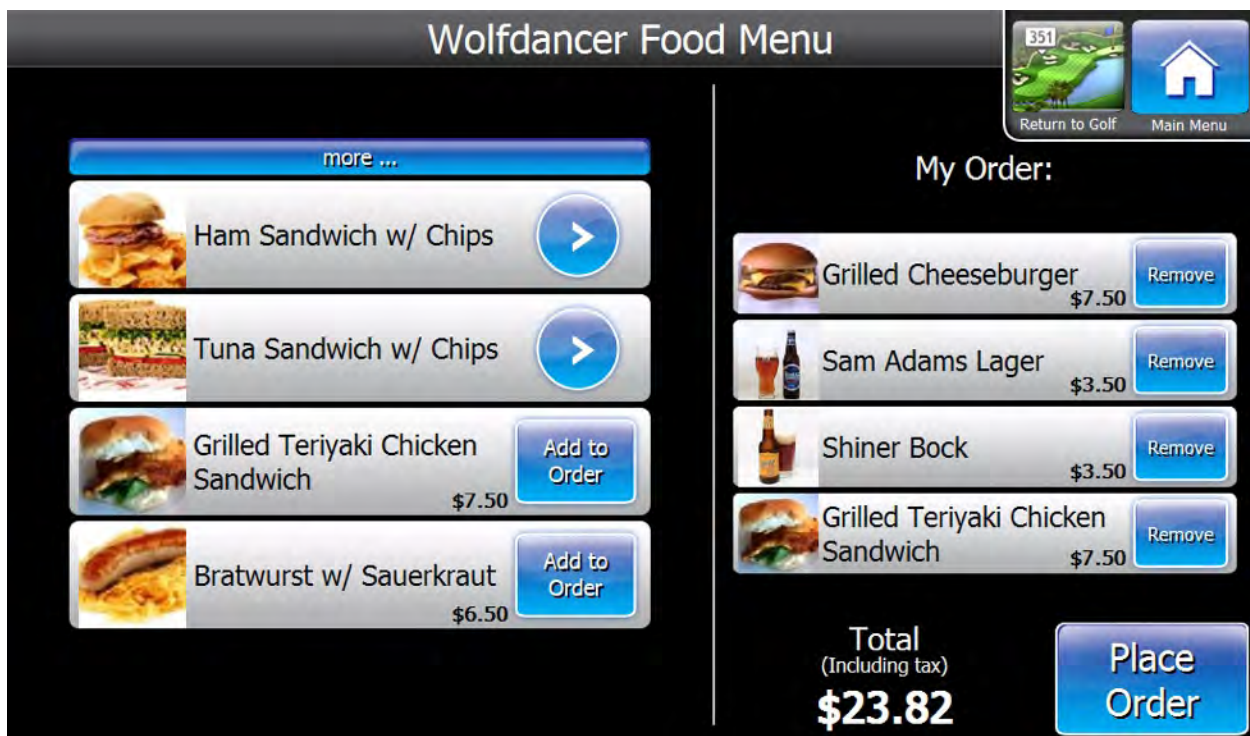 Wolfdancer Food Menu
351
Return to Golf
Main Menu
more ...
Ham Sandwich w/ Chips
>
Tuna Sandwich w/ Chips
>
Grilled Teriyaki Chicken
Sandwich
$7.50
Add to
Order
Bratwurst w/ Sauerkraut
$6.50
Add to
Order
My Order:
Grilled Cheeseburger
$7.50
Remove
Sam Adams Lager
$3.50
Remove
Shiner Bock
$3.50
Remove
Grilled Teriyaki Chicken
Sandwich
$7.50
Remove
Total
(Including tax)
$23.82
Place
Order